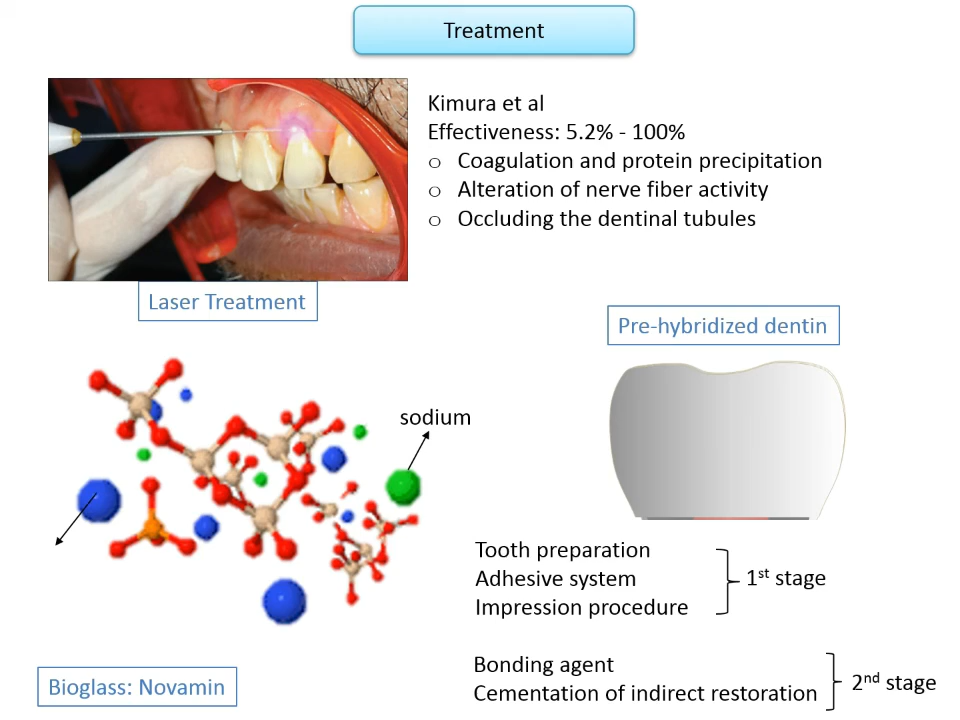 Treatment
Kimura et al
Effectiveness: 5.2% - 100%
o Coagulation and protein precipitation
o Alteration of nerve fiber activity
o Occluding the dentinal tubules
Laser Treatment
Pre-hybridized dentin
sodium
Tooth preparation
Adhesive system
Impression procedure
1st stage
Bonding agent
Cementation of indirect restoration
2nd stage
Bioglass: Novamin